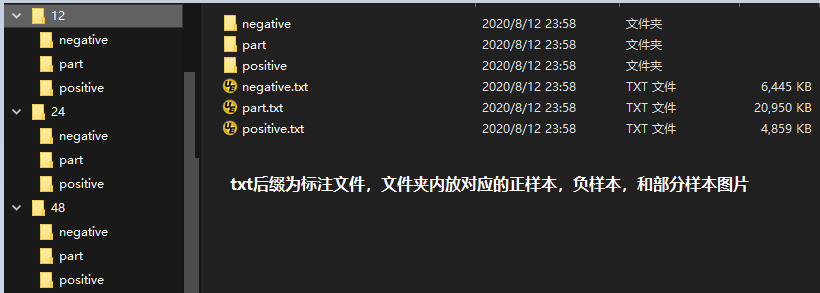 12
negative
part
positive
24
negative
part
positive
48
negative
part
positive
negative 2020/8/12 23:58 文件夹
part 2020/8/12 23:58 文件夹
positive 2020/8/12 23:58 文件夹
negative.txt 2020/8/12 23:58 TXT 文件 6,445 KB
part.txt 2020/8/12 23:58 TXT 文件 20,950 KB
positive.txt 2020/8/12 23:58 TXT 文件 4,859 KB
txt后缀为标注文件，文件夹内放对应的正样本，负样本，和部分样本图片